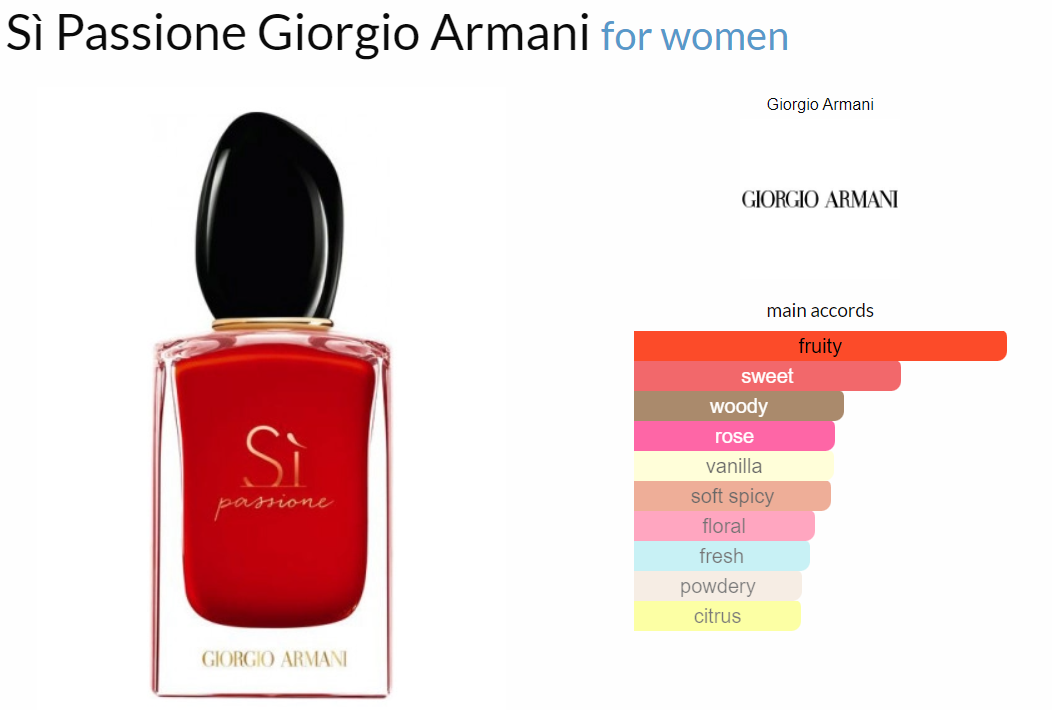 Sì Passione Giorgio Armani for women
Sì
passione
GIORGIO ARMANI
Giorgio Armani
GIORGIO ARMANI
main accords
fruity
sweet
woody
rose
vanilla
soft spicy
floral
fresh
powdery
citrus